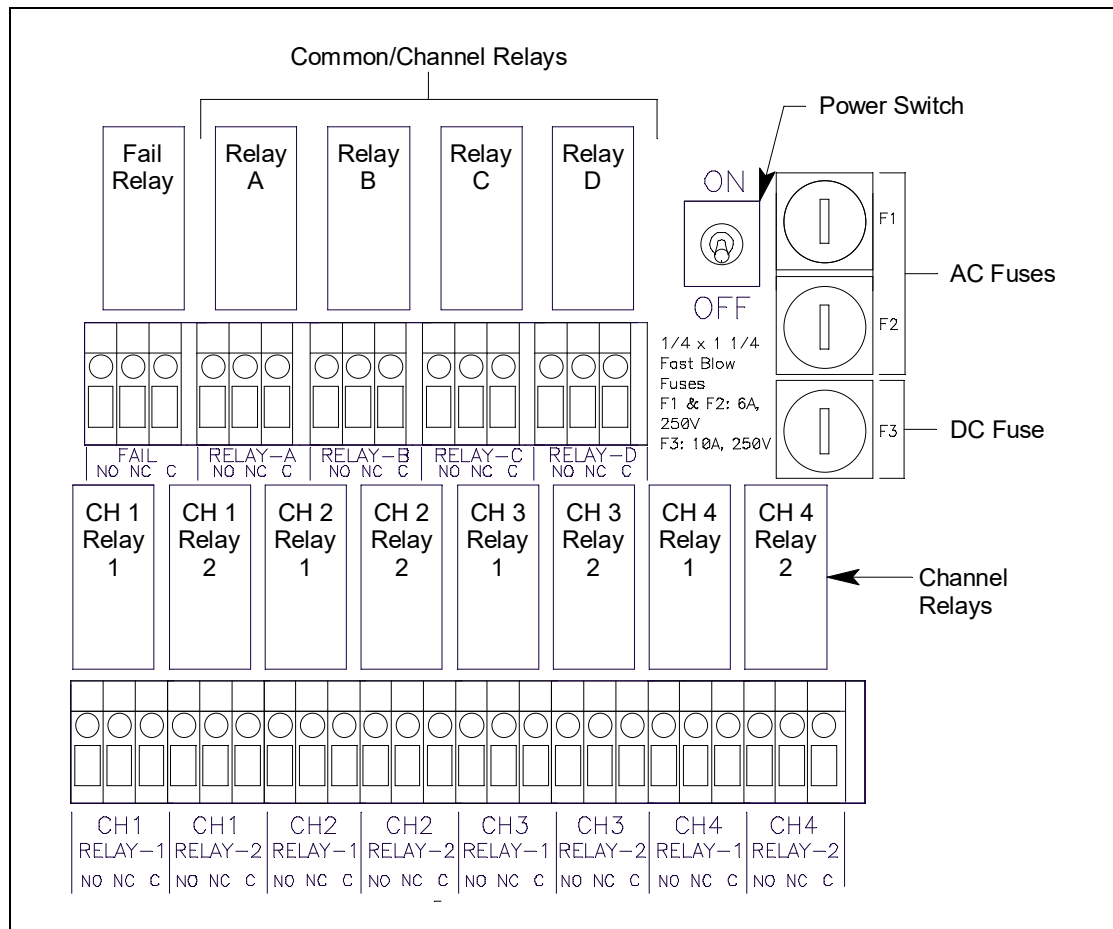 Common/Channel Relays
Power Switch
Fail
Relay
Relay
A
Relay
B
Relay
C
Relay
D
ON
OFF
F1
F2
AC Fuses
1/4 x 1 1/4
Fast Blow
Fuses
F1 & F2: 6A,
250V
F3: 10A, 250V
F3
DC Fuse
FAIL
NO NC C
RELAY-A
NO NC C
RELAY-B
NO NC C
RELAY-C
NO NC C
RELAY-D
NO NC C
CH 1
Relay
1
CH 1
Relay
2
CH 2
Relay
1
CH 2
Relay
2
CH 3
Relay
1
CH 3
Relay
2
CH 4
Relay
1
CH 4
Relay
2
Channel
Relays
CH1
RELAY-1
NO NC C
CH1
RELAY-2
NO NC C
CH2
RELAY-1
NO NC C
CH2
RELAY-2
NO NC C
CH3
RELAY-1
NO NC C
CH3
RELAY-2
NO NC C
CH4
RELAY-1
NO NC C
CH4
RELAY-2
NO NC C